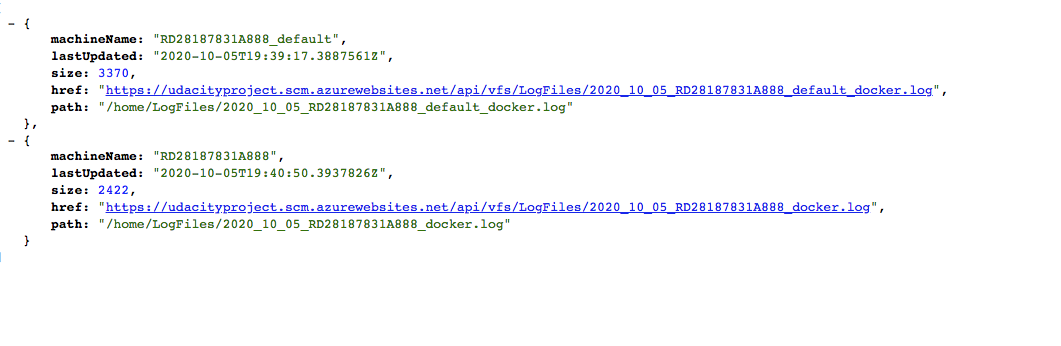 - {
machineName: "RD28187831A888_default",
lastUpdated: "2020-10-05T19:39:17.3887561Z",
size: 3370,
href: "https://udacityproject.scm.azurewebsites.net/api/vfs/LogFiles/2020_10_05_RD28187831A888_default_docker.log",
path: "/home/LogFiles/2020_10_05_RD28187831A888_default_docker.log"
},
- {
machineName: "RD28187831A888",
lastUpdated: "2020-10-05T19:40:50.3937826Z",
size: 2422,
href: "https://udacityproject.scm.azurewebsites.net/api/vfs/LogFiles/2020_10_05_RD28187831A888_docker.log",
path: "/home/LogFiles/2020_10_05_RD28187831A888_docker.log"
}